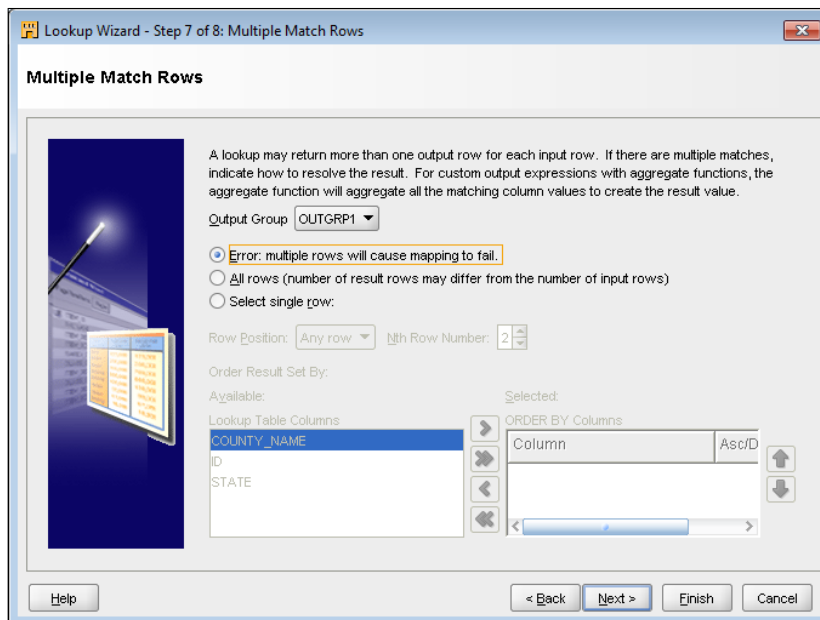 Lookup Wizard - Step 7 of 8: Multiple Match Rows
Multiple Match Rows
A lookup may return more than one output row for each input row. If there are multiple matches,
indicate how to resolve the result. For custom output expressions with aggregate functions, the
aggregate function will aggregate all the matching column values to create the result value.
Output Group OUTGRP1
Error: multiple rows will cause mapping to fail.
All rows (number of result rows may differ from the number of input rows)
Select single row:
Row Position: Any row Nth Row Number: 2
Order Result Set By:
Available: Selected:
Lookup Table Columns ORDER BY Columns
COUNTY_NAME Column Asc/D
ID
STATE
Help < Back Next > Finish Cancel